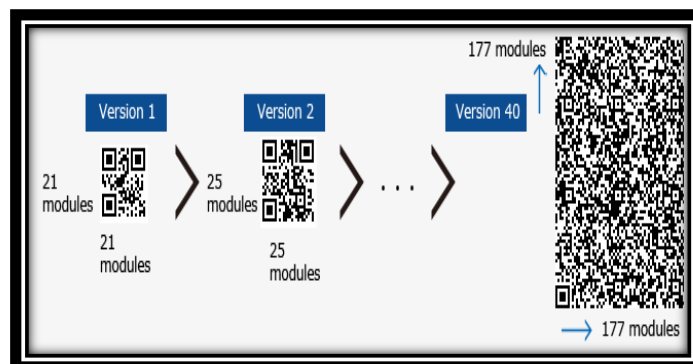 177 modules
Version 1
Version 2
Version 40
21
modules
25
modules
21
modules
25
modules
. . .
177 modules